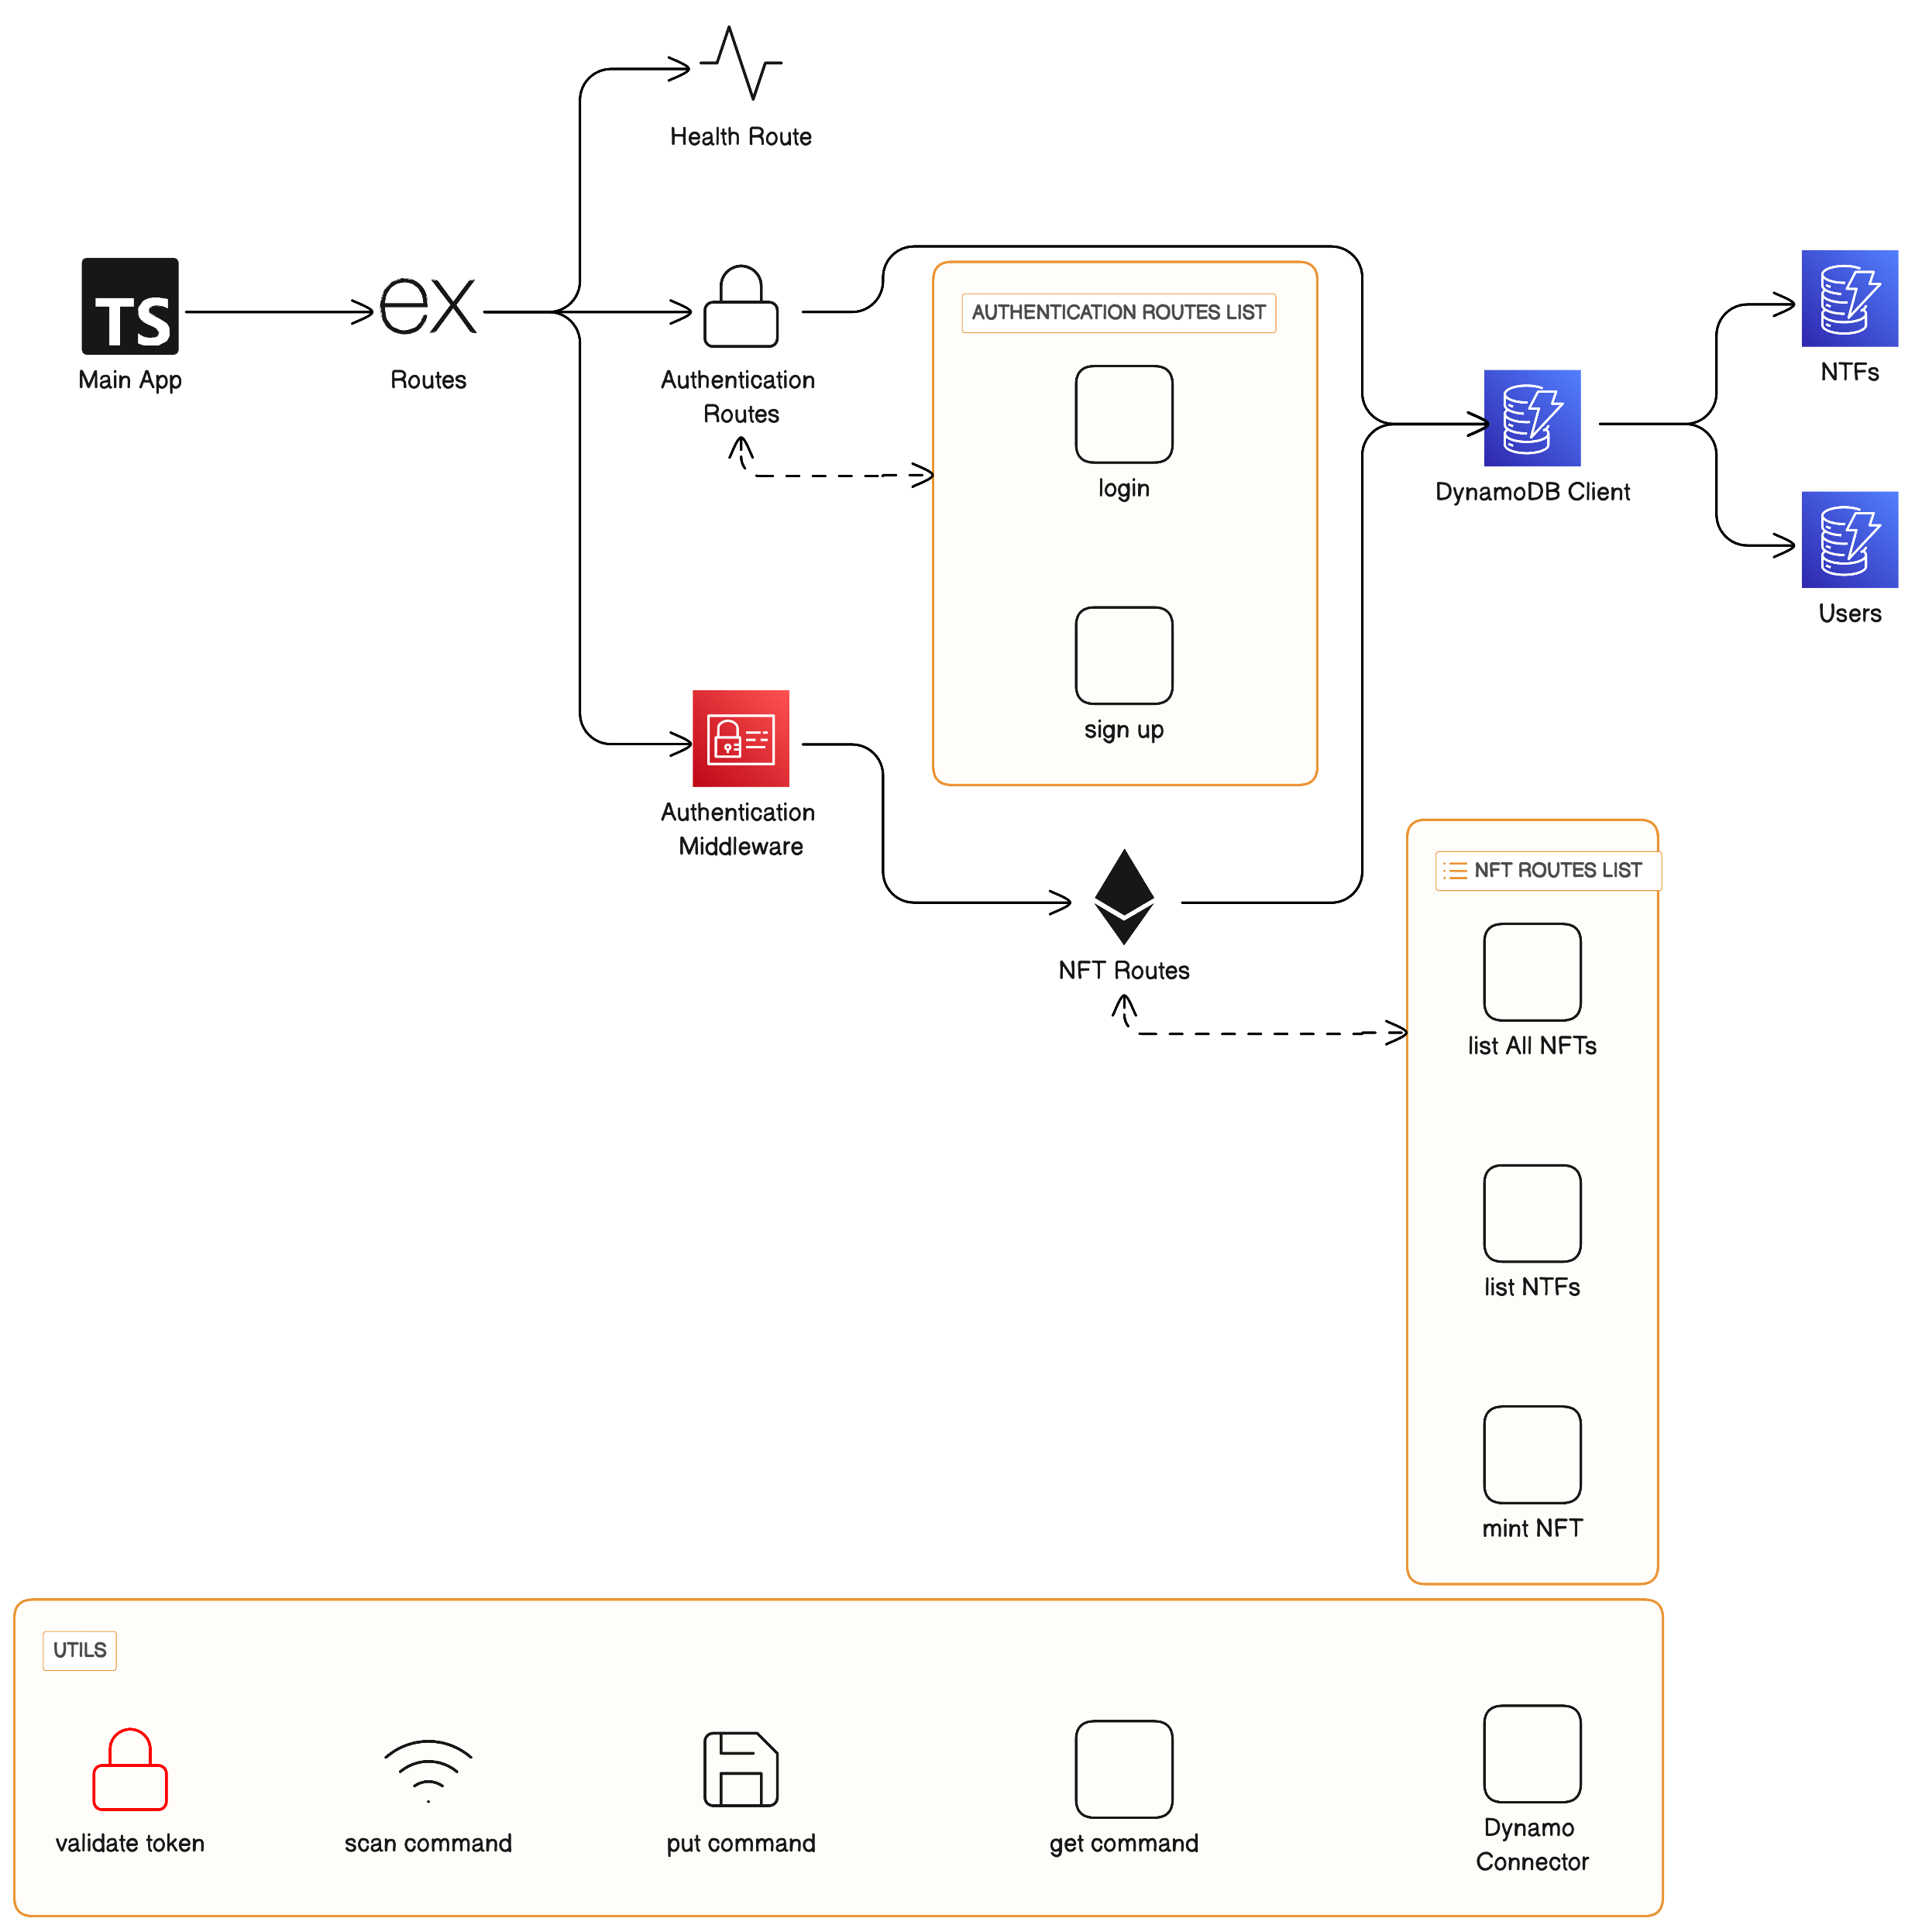 Health Route
TS
Main App
ex
Routes
Authentication
Routes
AUTHENTICATION ROUTES LIST
login
sign up
DynamoDB Client
NTFs
Users
Authentication
Middleware
NFT Routes
NFT ROUTES LIST
list All NFTs
list NTFs
mint NFT
UTILS
validate token
scan command
put command
get command
Dynamo
Connector